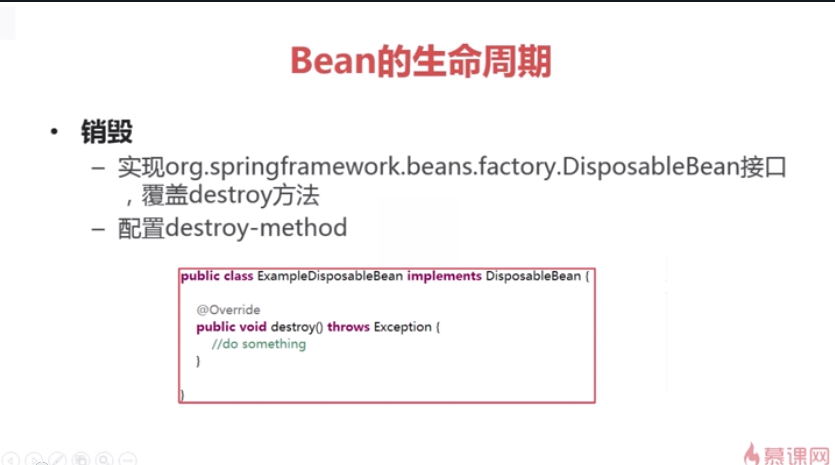 Bean的生命周期
• 销毁
– 实现org.springframework.beans.factory.DisposableBean接口
，覆盖destroy方法
– 配置destroy-method
public class ExampleDisposableBean implements DisposableBean {
@Override
public void destroy() throws Exception {
//do something
}
}
慕课网